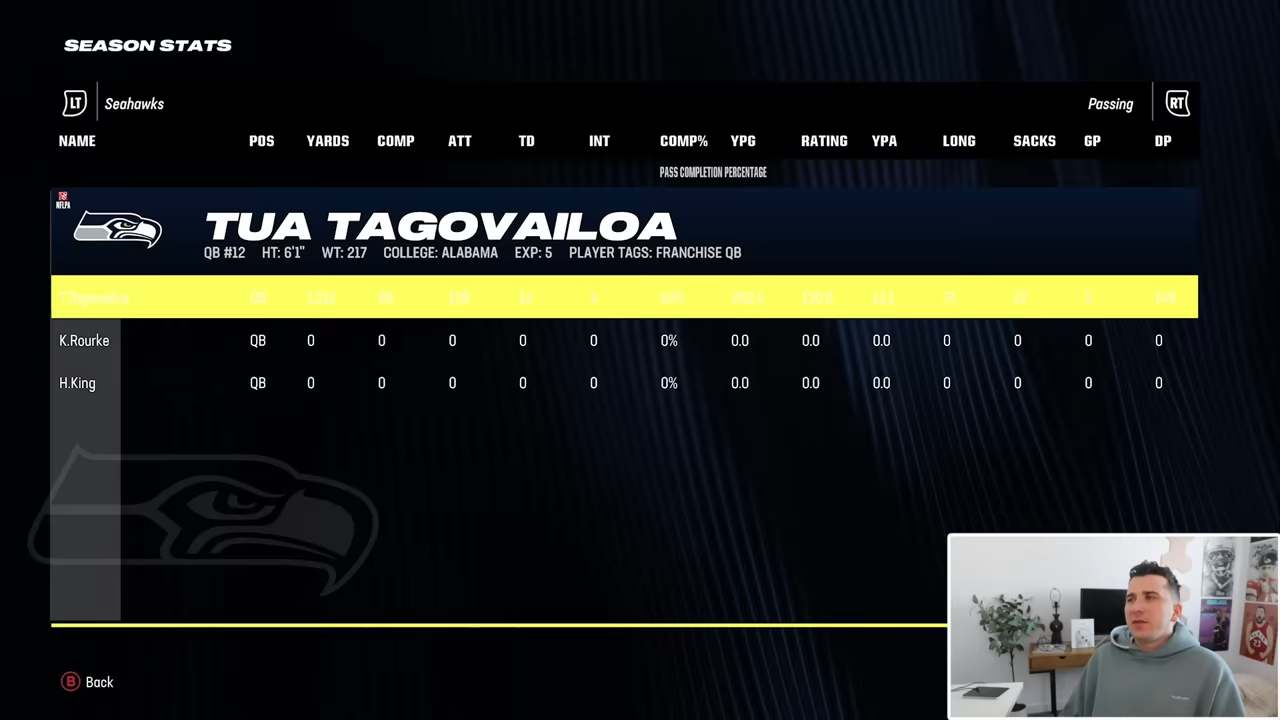 SEASON STATS
LT Seahawks Passing RT
NAME POS YARDS COMP ATT TD INT COMP% YPG RATING YPA LONG SACKS GP DP
PASS COMPLETION PERCENTAGE
NFLPA
TUA TAGOVAILOA
QB #12 HT: 6'1" WT: 217 COLLEGE: ALABAMA EXP: 5 PLAYER TAGS: FRANCHISE QB
T.Tagovailoa QB
K.Rourke QB 0 0 0 0 0 0% 0.0 0.0 0.0 0 0 0 0
H.King QB 0 0 0 0 0 0% 0.0 0.0 0.0 0 0 0 0
B Back